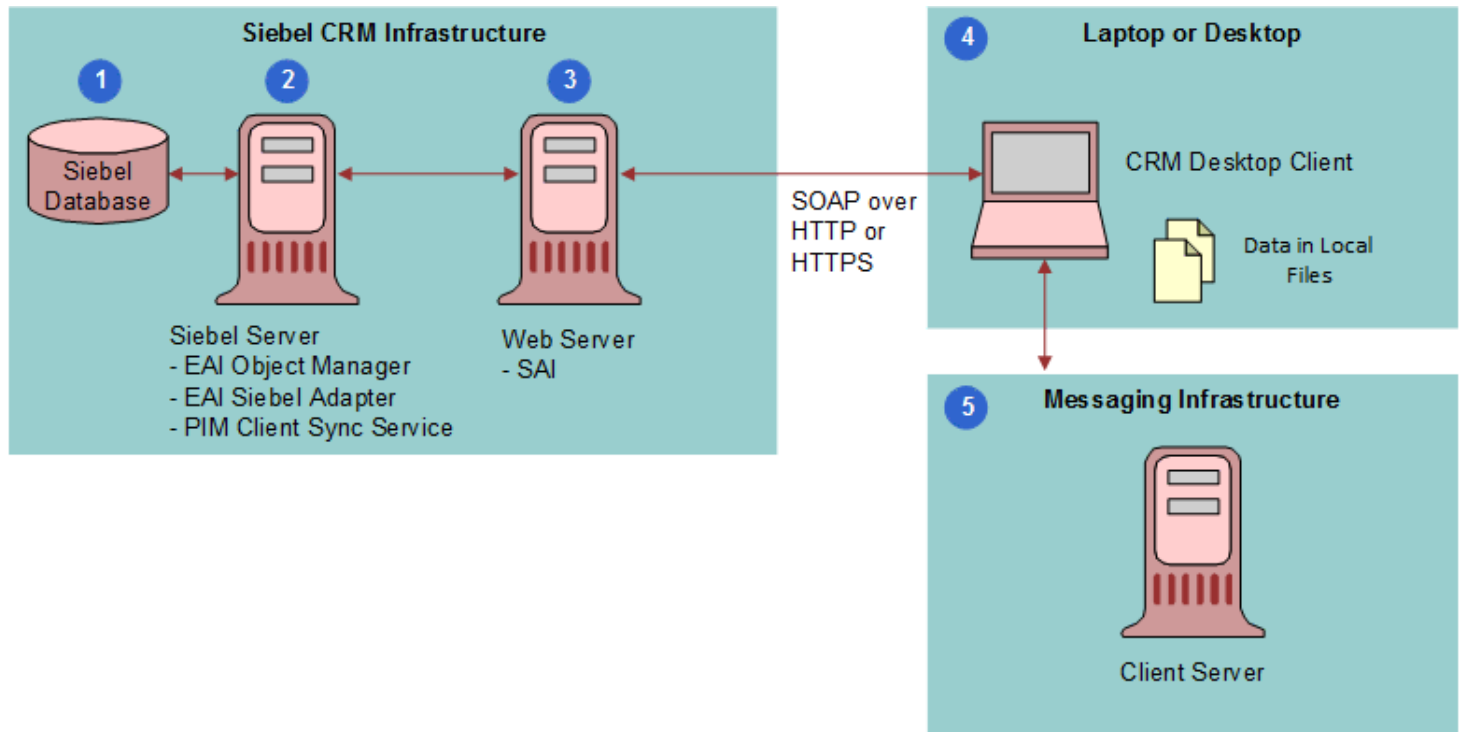 Siebel CRM Infrastructure
1
2
3
Siebel
Database
Siebel Server
- EAI Object Manager
- EAI Siebel Adapter
- PIM Client Sync Service
Web Server
- SAI
SOAP over
HTTP or
HTTPS
4
Laptop or Desktop
CRM Desktop Client
Data in Local
Files
5
Messaging Infrastructure
Client Server